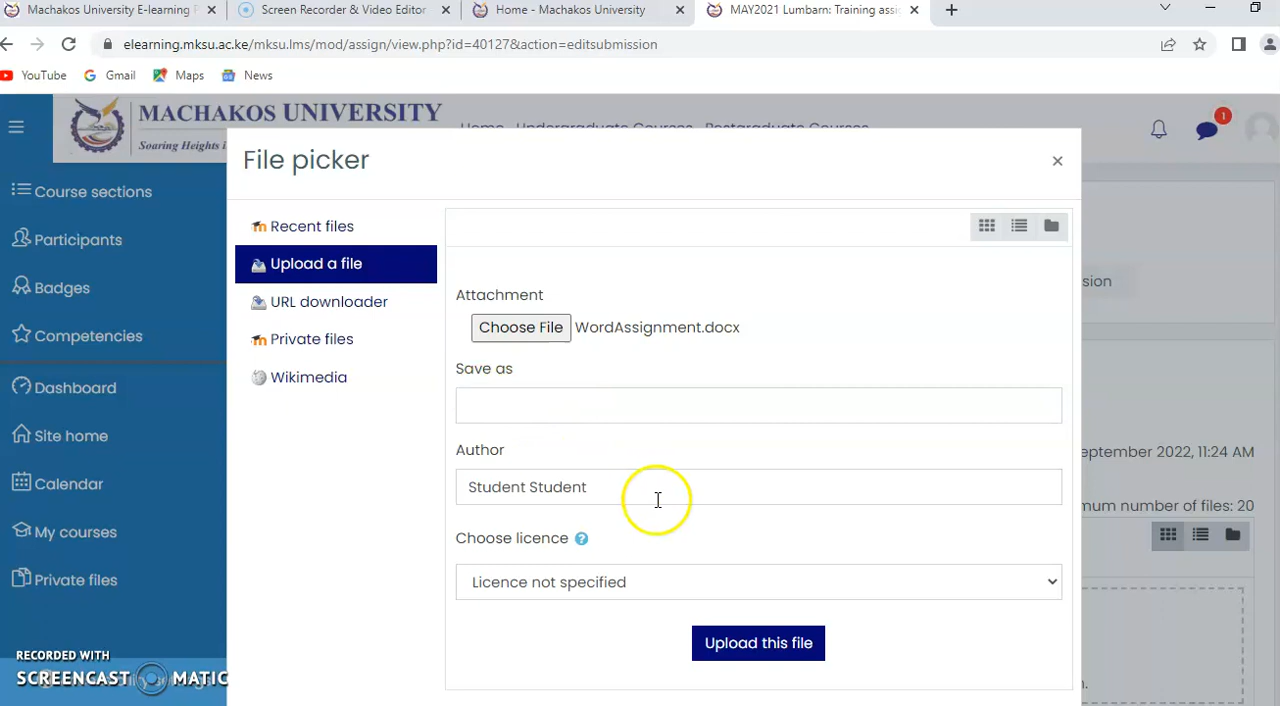 Machakos University E-learning P
Screen Recorder & Video Editor
Home - Machakos University
MAY2021 Lumbarn: Training assig
elearning.mksu.ac.ke/mksu.lms/mod/assign/view.php?id=40127&action=editsubmission
YouTube
Gmail
Maps
News
MACHAKOS UNIVERSITY
Soaring Heights i
Home
Undergraduate Courses
Postgraduate Courses
1
File picker
Course sections
Participants
Badges
Competencies
Dashboard
Site home
Calendar
My courses
Private files
Recent files
Upload a file
URL downloader
Private files
Wikimedia
Attachment
Choose File WordAssignment.docx
Save as
Author
Student Student
Choose licence
Licence not specified
Upload this file
sion
eptember 2022, 11:24 AM
mum number of files: 20
RECORDED WITH
SCREENCAST MATIC